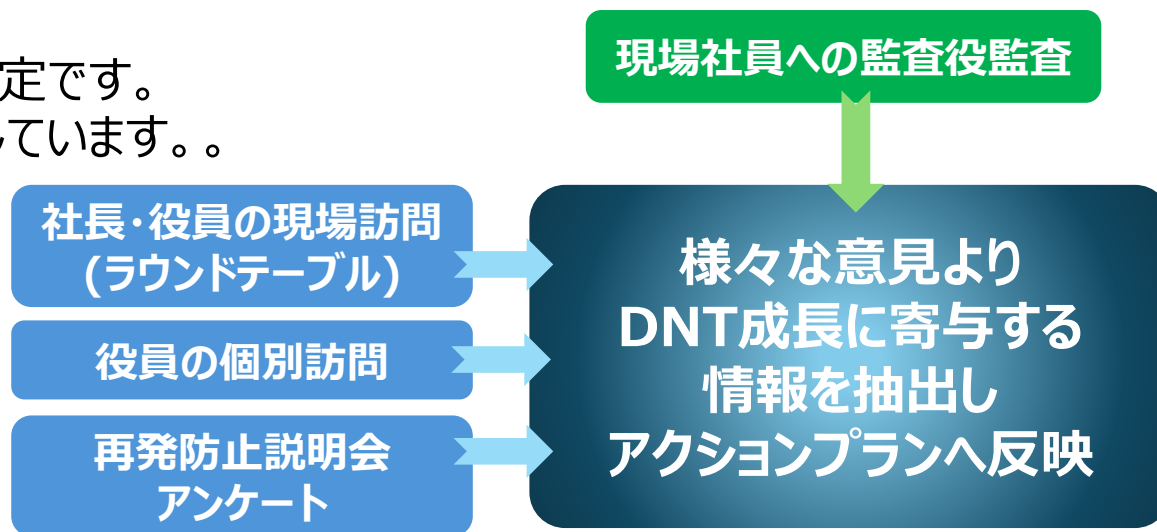 現場社員への監査役監査
定です。
ています。。
社長・役員の現場訪問
(ラウンドテーブル)
役員の個別訪問
再発防止説明会
アンケート
様々な意見より
DNT成長に寄与する
情報を抽出し
アクションプランへ反映